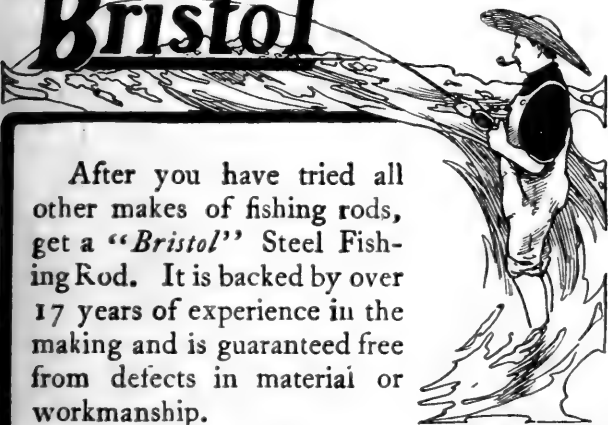 Bristol
After you have tried all
other makes of fishing rods,
get a "Bristol" Steel Fish-
ing Rod. It is backed by over
17 years of experience in the
making and is guaranteed free
from defects in material or
workmanship.